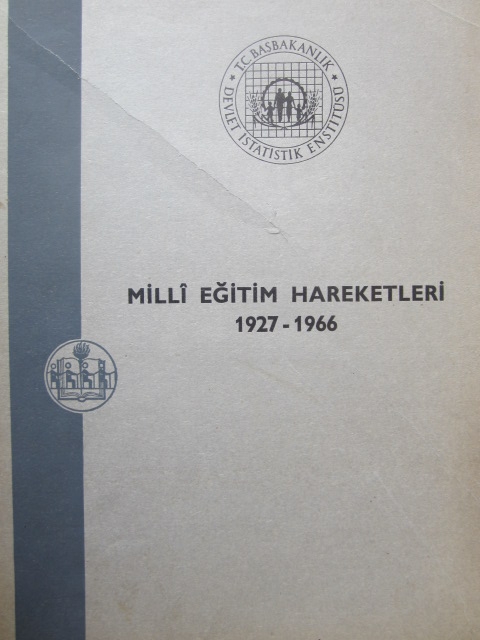 T.C. BAŞBAKANLIK
DEVLET İSTATİSTİK ENSTİTÜSÜ
MİLLÎ EĞİTİM HAREKETLERİ
1927 - 1966